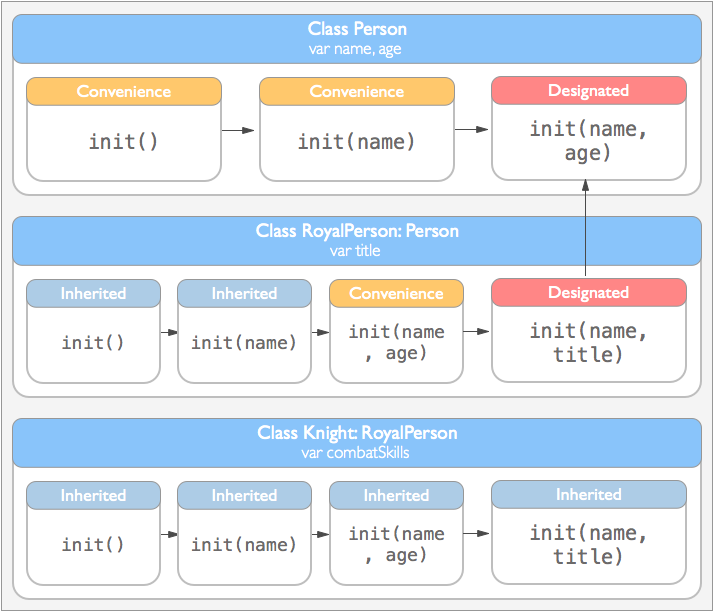 Class Person
var name, age
Convenience
init()
Convenience
init(name)
Designated
init(name,
age)
Class RoyalPerson: Person
var title
Inherited
init()
Inherited
init(name)
Convenience
init(name
, age)
Designated
init(name,
title)
Class Knight: RoyalPerson
var combatSkills
Inherited
init()
Inherited
init(name)
Inherited
init(name
, age)
Inherited
init(name,
title)